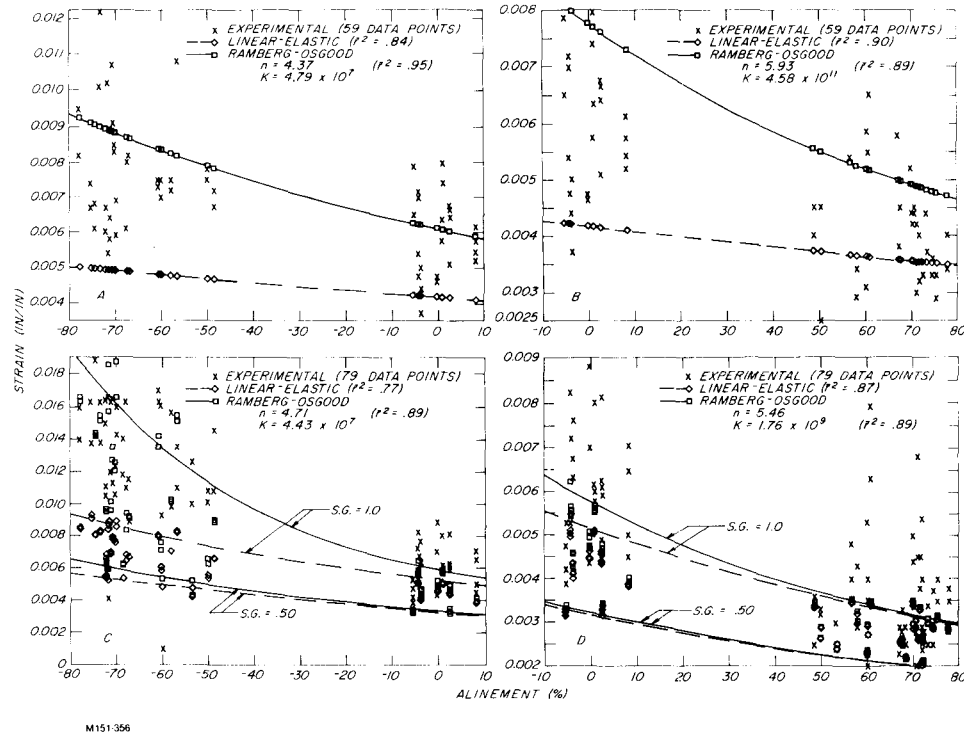 0.012
0.011
0.010
0.009
0.008
0.007
0.006
0.005
0.004
x EXPERIMENTAL (59 DATA POINTS)
LINEAR-ELASTIC (r² = .84)
RAMBERG-OSGOOD
n = 4.37 (r² = .95)
K = 4.79 x 10⁷
A
-80 -70 -60 -50 -40 -30 -20 -10 0 10
0.008
0.0075
0.0065
0.006
0.0055
0.005
0.0045
0.004
0.0035
0.0025
x EXPERIMENTAL (59 DATA POINTS)
LINEAR-ELASTIC (r² = .90)
RAMBERG-OSGOOD
n = 5.93 (r² = .89)
K = 4.58 x 10¹¹
B
-10 0 10 20 30 40 50 60 70 80
STRAIN (IN/IN)
0.018
0.016
0.014
0.012
0.010
0.008
0.006
0.004
0.002
0
x EXPERIMENTAL (79 DATA POINTS)
LINEAR-ELASTIC (r² = .77)
RAMBERG-OSGOOD
n = 4.71 (r² = .89)
K = 4.43 x 10⁷
S.G. = 1.0
S.G. = .50
C
-80 -70 -60 -50 -40 -30 -20 -10 0 10
0.009
0.008
0.007
0.006
0.005
0.004
0.003
0.002
x EXPERIMENTAL (79 DATA POINTS)
LINEAR-ELASTIC (r² = .87)
RAMBERG-OSGOOD
n = 5.46
K = 1.76 x 10⁹ (r² = .89)
S.G. = 1.0
S.G. = .50
D
-10 0 10 20 30 40 50 60 70 80
ALINEMENT (%)
M151-356